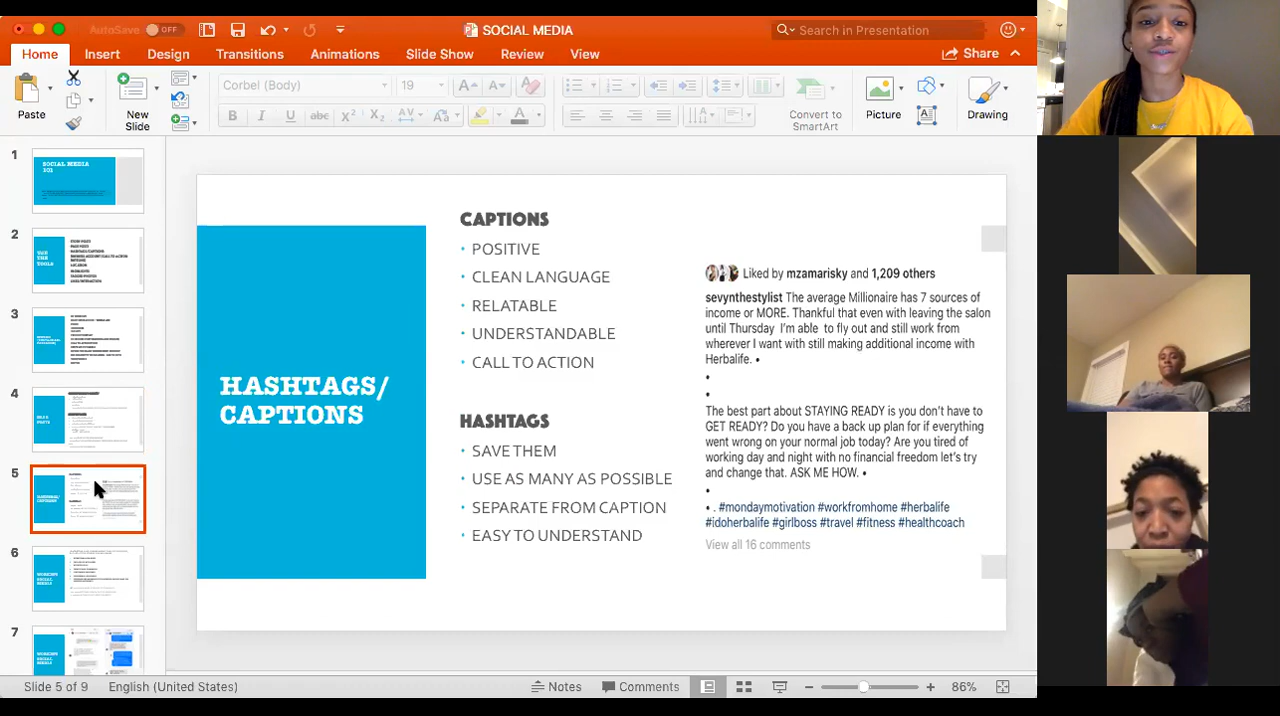 AutoSave OFF
SOCIAL MEDIA
Search in Presentation
Home Insert Design Transitions Animations Slide Show Review View
Share
Paste
New
Slide
Corbel (Body) 19
Convert to
SmartArt
Picture
Drawing
1
SOCIAL MEDIA
2
USE
THE
TOOLS
3
4
5
HASHTAGS/
CAPTIONS
6
7
HASHTAGS/
CAPTIONS
CAPTIONS
• POSITIVE
• CLEAN LANGUAGE
• RELATABLE
• UNDERSTANDABLE
• CALL TO ACTION
HASHTAGS
• SAVE THEM
• USE AS MANY AS POSSIBLE
• SEPARATE FROM CAPTION
• EASY TO UNDERSTAND
Liked by mzamarisky and 1,209 others
sevynthestylist The average Millionaire has 7 sources of
income or MORE. Thankful that even with leaving the salon
until Thursday I'm able to fly out and still work from
wherever I want with still making additional income with
Herbalife. •
•
•
The best part about STAYING READY is you don't have to
GET READY? Do you have a back up plan for if everything
went wrong on your normal job today? Are you tired of
working day and night with no financial freedom let's try
and change that. ASK ME HOW. •
•
. #mondaymotivation #workfromhome #herbalife
#idoherbalife #girlboss #travel #fitness #healthcoach
View all 16 comments
Slide 5 of 9 English (United States)
Notes Comments 86%